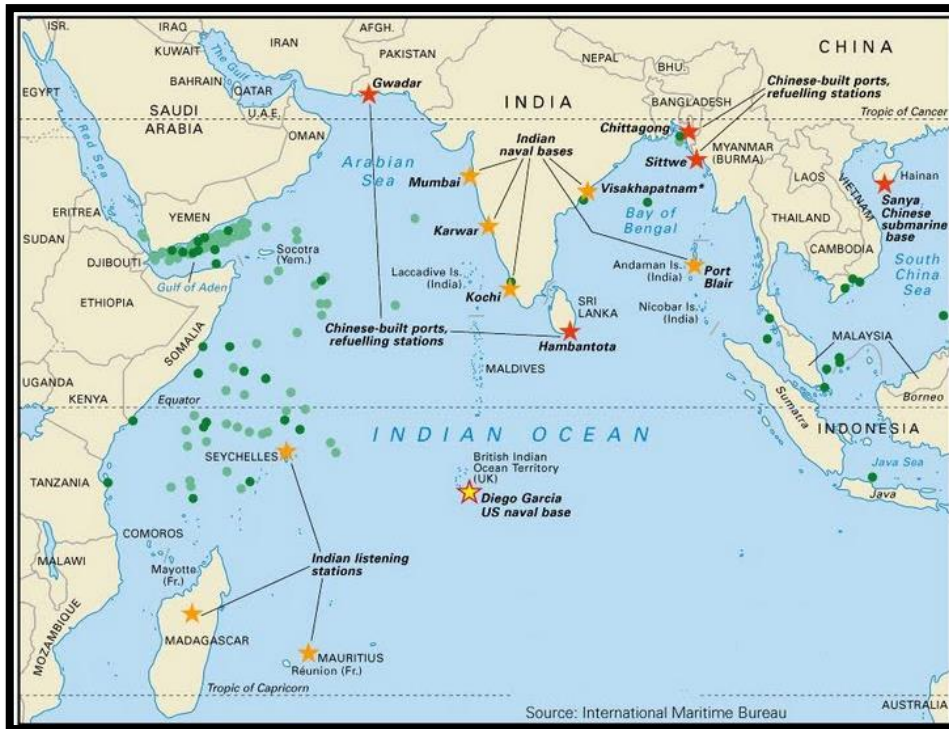 ISR.
IRAQ
KUWAIT
IRAN
AFGH.
PAKISTAN
NEPAL
BHU.
CHINA
EGYPT
BAHRAIN
The Gulf
QATAR
U.A.E.
SAUDI
ARABIA
OMAN
Red Sea
Gwadar
INDIA
BANGLADESH
Chinese-built ports,
refuelling stations
Tropic of Cancer
Chittagong
Sittwe
MYANMAR
(BURMA)
Hainan
LAOS
VIETNAM
Sanya
Chinese
submarine
base
Arabian
Sea
Indian
naval bases
Mumbai
Visakhapatnam*
Bay of
Bengal
THAILAND
CAMBODIA
South
China
Sea
ERITREA
YEMEN
SUDAN
DJIBOUTI
Gulf of Aden
Socotra
(Yem.)
Karwar
Laccadive Is.
(India)
Kochi
Andaman Is.
(India)
Port
Blair
Nicobar Is.
(India)
ETHIOPIA
SOMALIA
SRI
LANKA
Chinese-built ports,
refuelling stations
Hambantota
MALDIVES
MALAYSIA
UGANDA
KENYA
Equator
Sumatra
Borneo
INDIAN OCEAN
INDONESIA
SEYCHELLES
British Indian
Ocean Territory
(UK)
Diego Garcia
US naval base
Java Sea
Java
TANZANIA
COMOROS
MALAWI
Mayotte
(Fr.)
Indian listening
stations
MOZAMBIQUE
MADAGASCAR
MAURITIUS
Réunion (Fr.)
Tropic of Capricorn
Source: International Maritime Bureau
AUSTRALIA